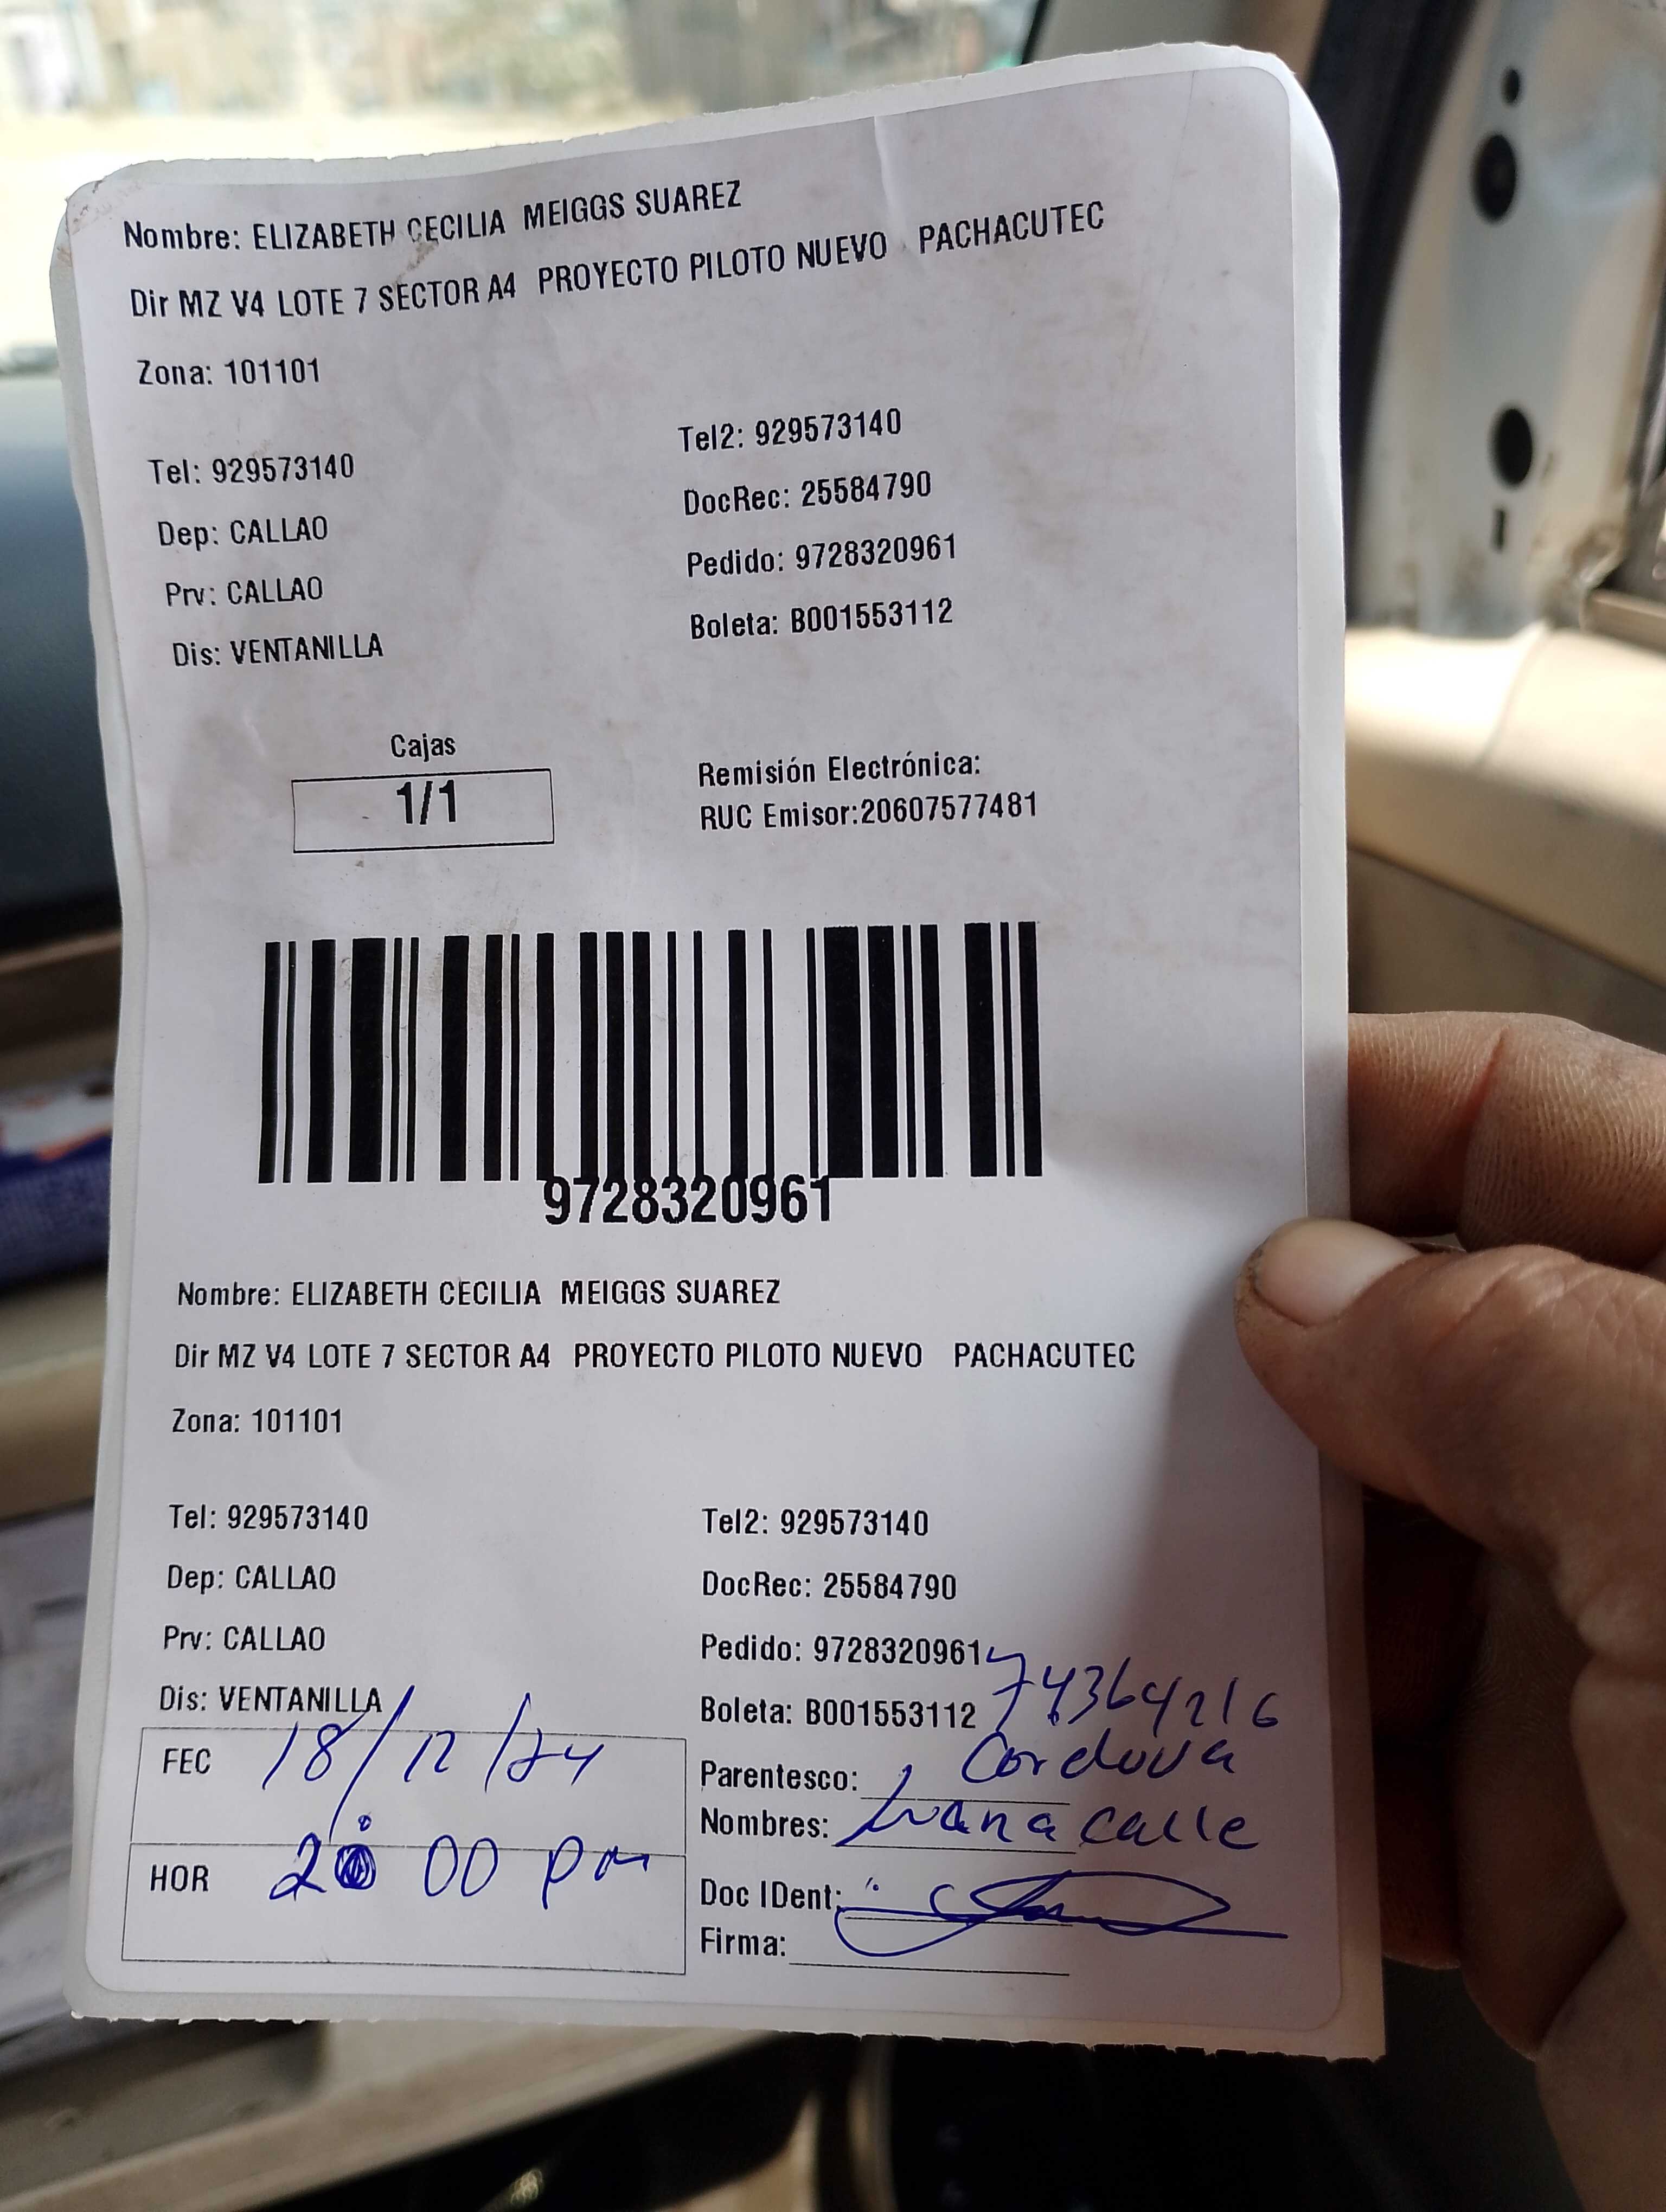 Nombre: ELIZABETH CECILIA MEIGGS SUAREZ
Dir MZ V4 LOTE 7 SECTOR A4 PROYECTO PILOTO NUEVO PACHACUTEC
Zona: 101101
Tel: 929573140
Tel2: 929573140
Dep: CALLAO
DocRec: 25584790
Prv: CALLAO
Pedido: 9728320961
Dis: VENTANILLA
Boleta: B001553112
Cajas
1/1
Remisión Electrónica:
RUC Emisor:20607577481
9728320961
Nombre: ELIZABETH CECILIA MEIGGS SUAREZ
Dir MZ V4 LOTE 7 SECTOR A4 PROYECTO PILOTO NUEVO PACHACUTEC
Zona: 101101
Tel: 929573140
Tel2: 929573140
Dep: CALLAO
DocRec: 25584790
Prv: CALLAO
Pedido: 9728320961
Dis: VENTANILLA
Boleta: B001553112
74364216
FEC 18/12/24
Parentesco: Cordova
Nombres: Ivana calle
HOR 2:00 pm
Doc IDent:
Firma: